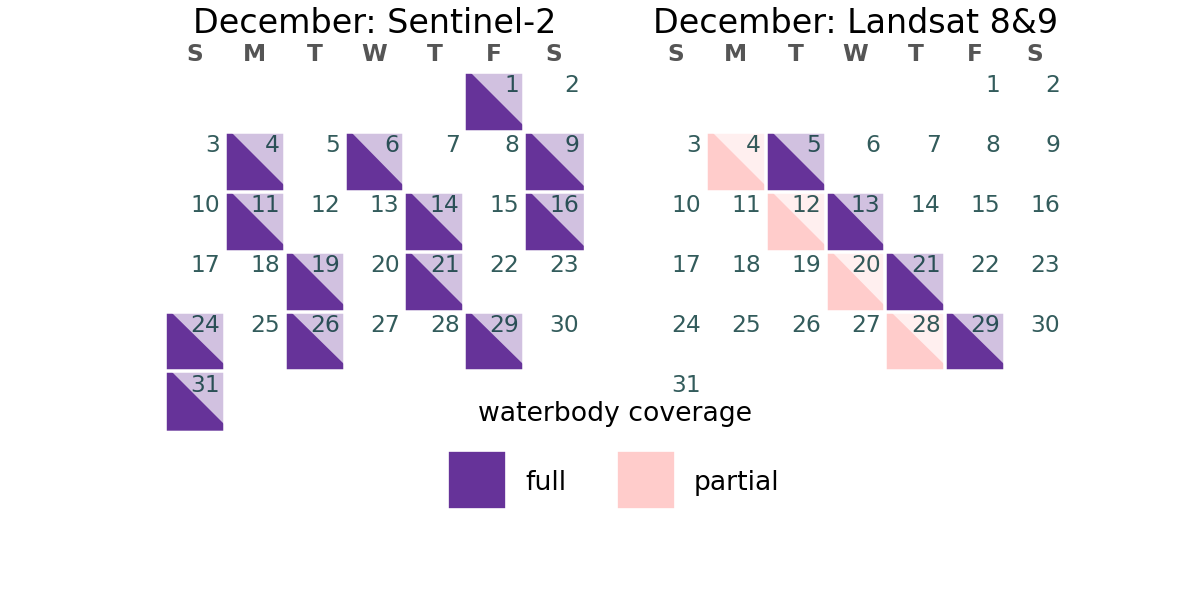 December: Sentinel-2
S M T W T F S
1 2
3 4 5 6 7 8 9
10 11 12 13 14 15 16
17 18 19 20 21 22 23
24 25 26 27 28 29 30
31
December: Landsat 8&9
S M T W T F S
1 2
3 4 5 6 7 8 9
10 11 12 13 14 15 16
17 18 19 20 21 22 23
24 25 26 27 28 29 30
31
waterbody coverage
full partial